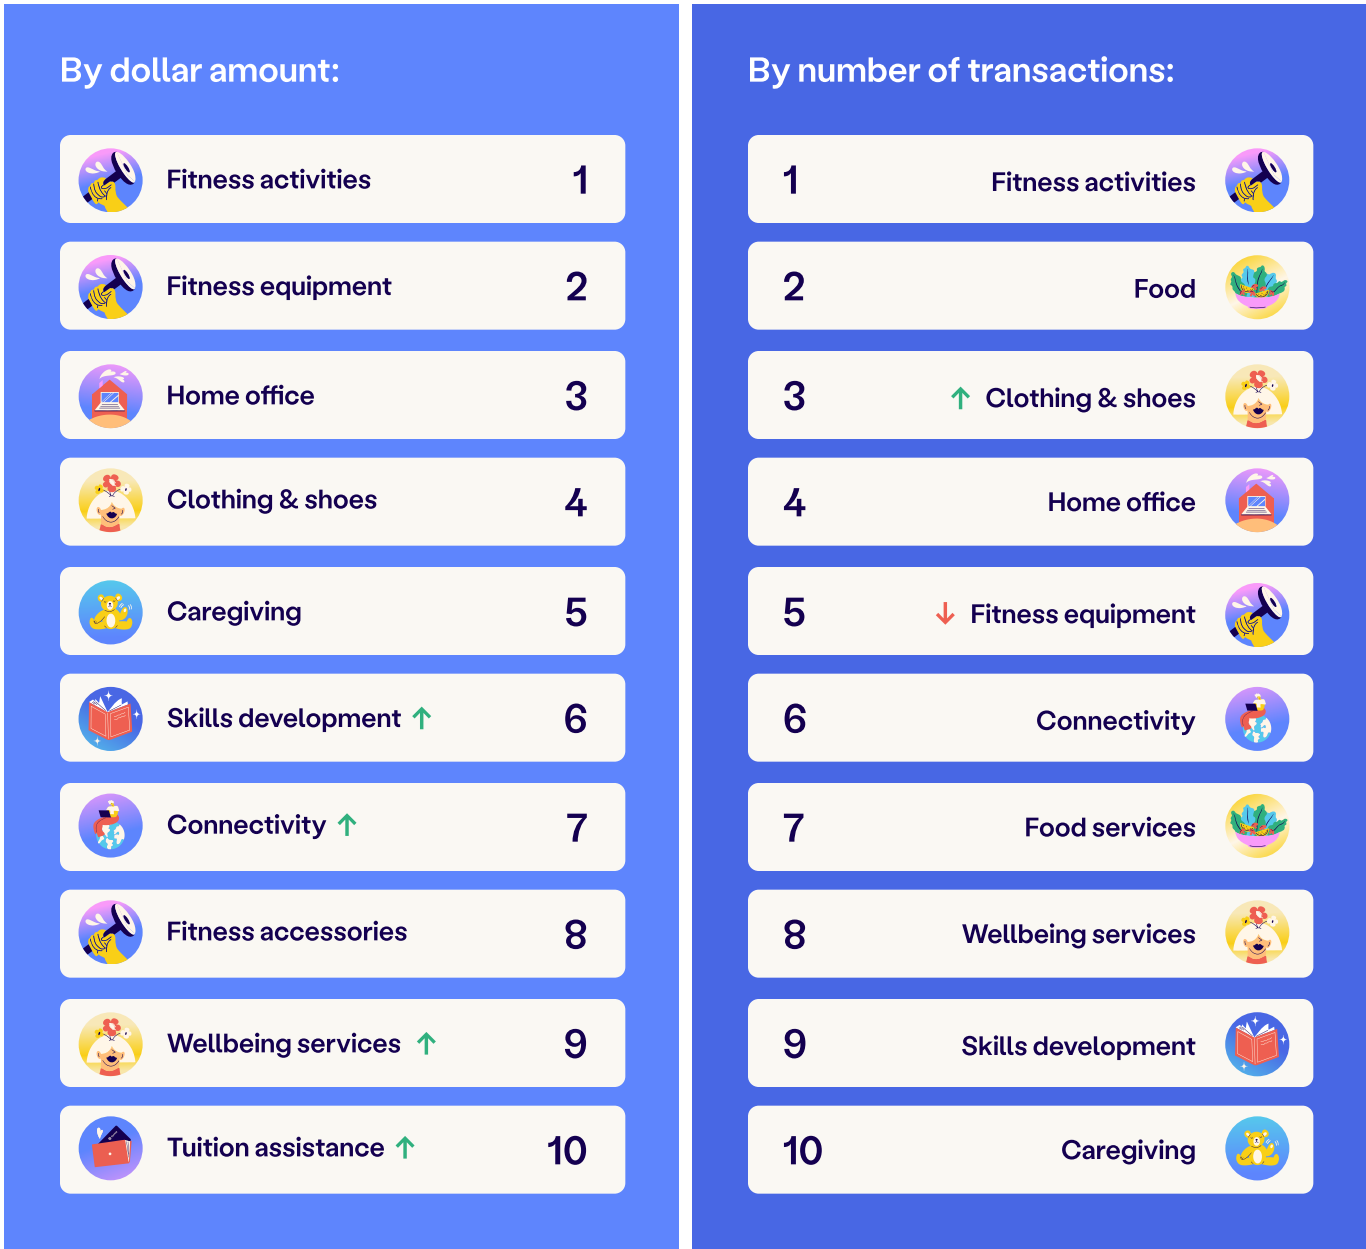 By dollar amount:
Fitness activities 1
Fitness equipment 2
Home office 3
Clothing & shoes 4
Caregiving 5
Skills development ↑ 6
Connectivity ↑ 7
Fitness accessories 8
Wellbeing services ↑ 9
Tuition assistance ↑ 10
By number of transactions:
1 Fitness activities
2 Food
3 ↑ Clothing & shoes
4 Home office
5 ↓ Fitness equipment
6 Connectivity
7 Food services
8 Wellbeing services
9 Skills development
10 Caregiving